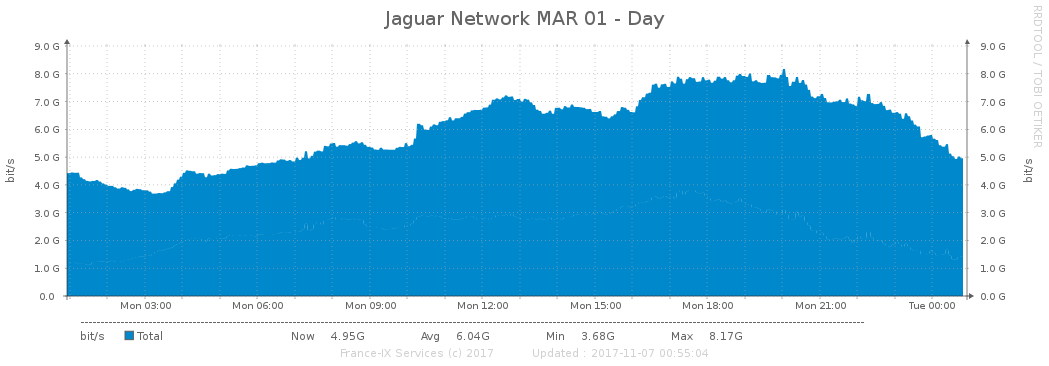 Jaguar Network MAR 01 - Day
RRDTOOL / TOBI OETIKER
9.0 G 9.0 G
8.0 G 8.0 G
7.0 G 7.0 G
6.0 G 6.0 G
5.0 G 5.0 G
4.0 G 4.0 G
3.0 G 3.0 G
2.0 G 2.0 G
1.0 G 1.0 G
0.0 0.0 G
bit/s
bit/s
Mon 03:00 Mon 06:00 Mon 09:00 Mon 12:00 Mon 15:00 Mon 18:00 Mon 21:00 Tue 00:00
bit/s Total Now 4.95G Avg 6.04G Min 3.68G Max 8.17G
France-IX Services (c) 2017 Updated : 2017-11-07 00:55:04